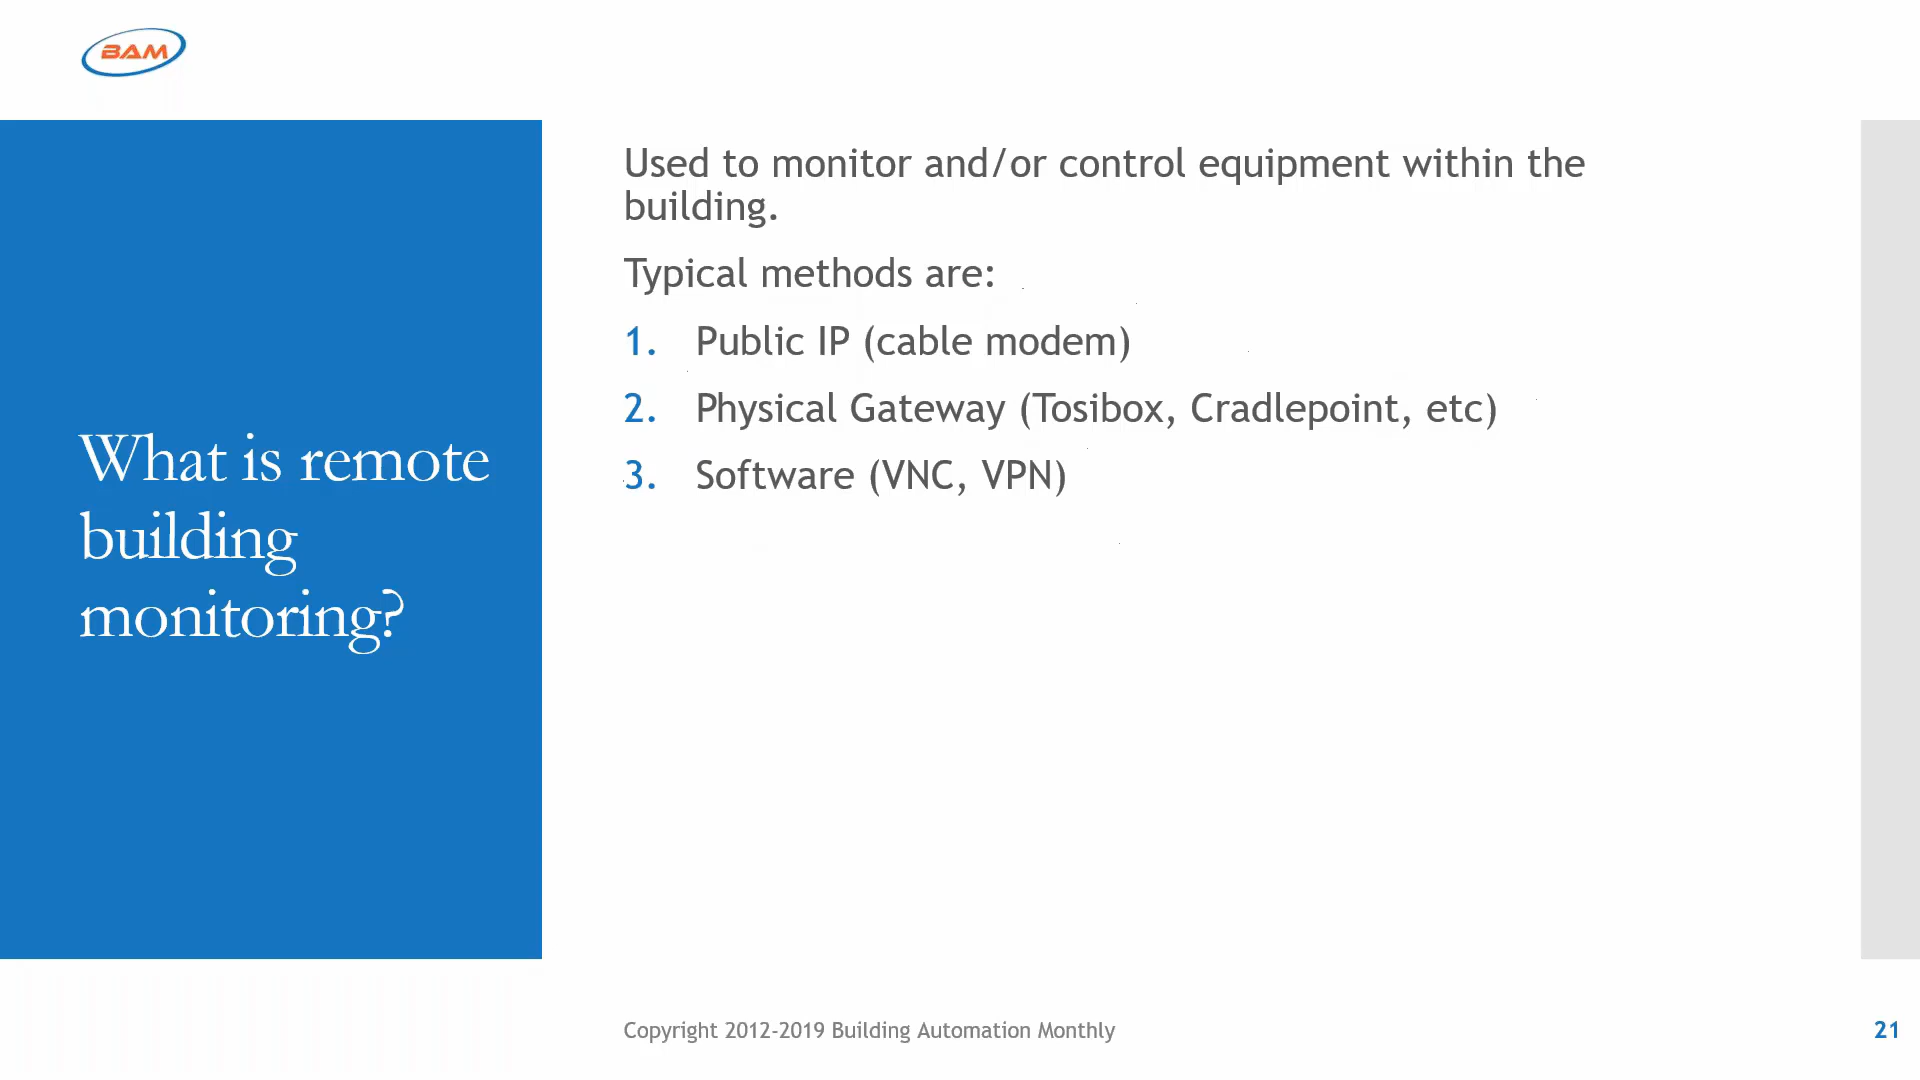 BAM
What is remote
building
monitoring?
Used to monitor and/or control equipment within the
building.
Typical methods are:
1. Public IP (cable modem)
2. Physical Gateway (Tosibox, Cradlepoint, etc)
3. Software (VNC, VPN)
Copyright 2012-2019 Building Automation Monthly
21